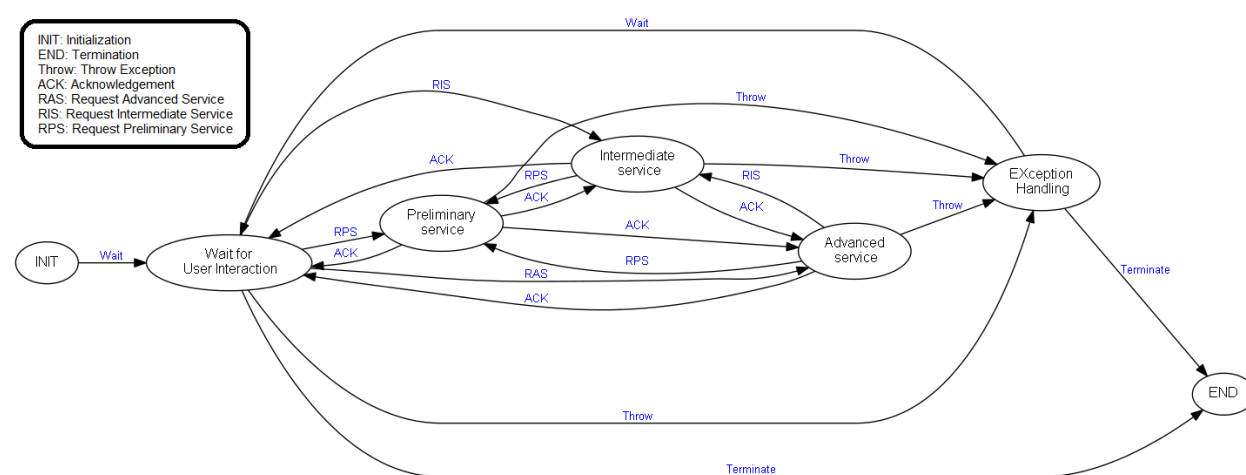 INIT: Initialization
END: Termination
Throw: Throw Exception
ACK: Acknowledgement
RAS: Request Advanced Service
RIS: Request Intermediate Service
RPS: Request Preliminary Service
Wait
RIS
Throw
Intermediate
service
ACK
Throw
RPS
RIS
EXception
Handling
ACK
ACK
Preliminary
service
Throw
RPS
ACK
Wait for
User Interaction
ACK
Advanced
service
INIT
Wait
RPS
RAS
Terminate
ACK
END
Throw
Terminate